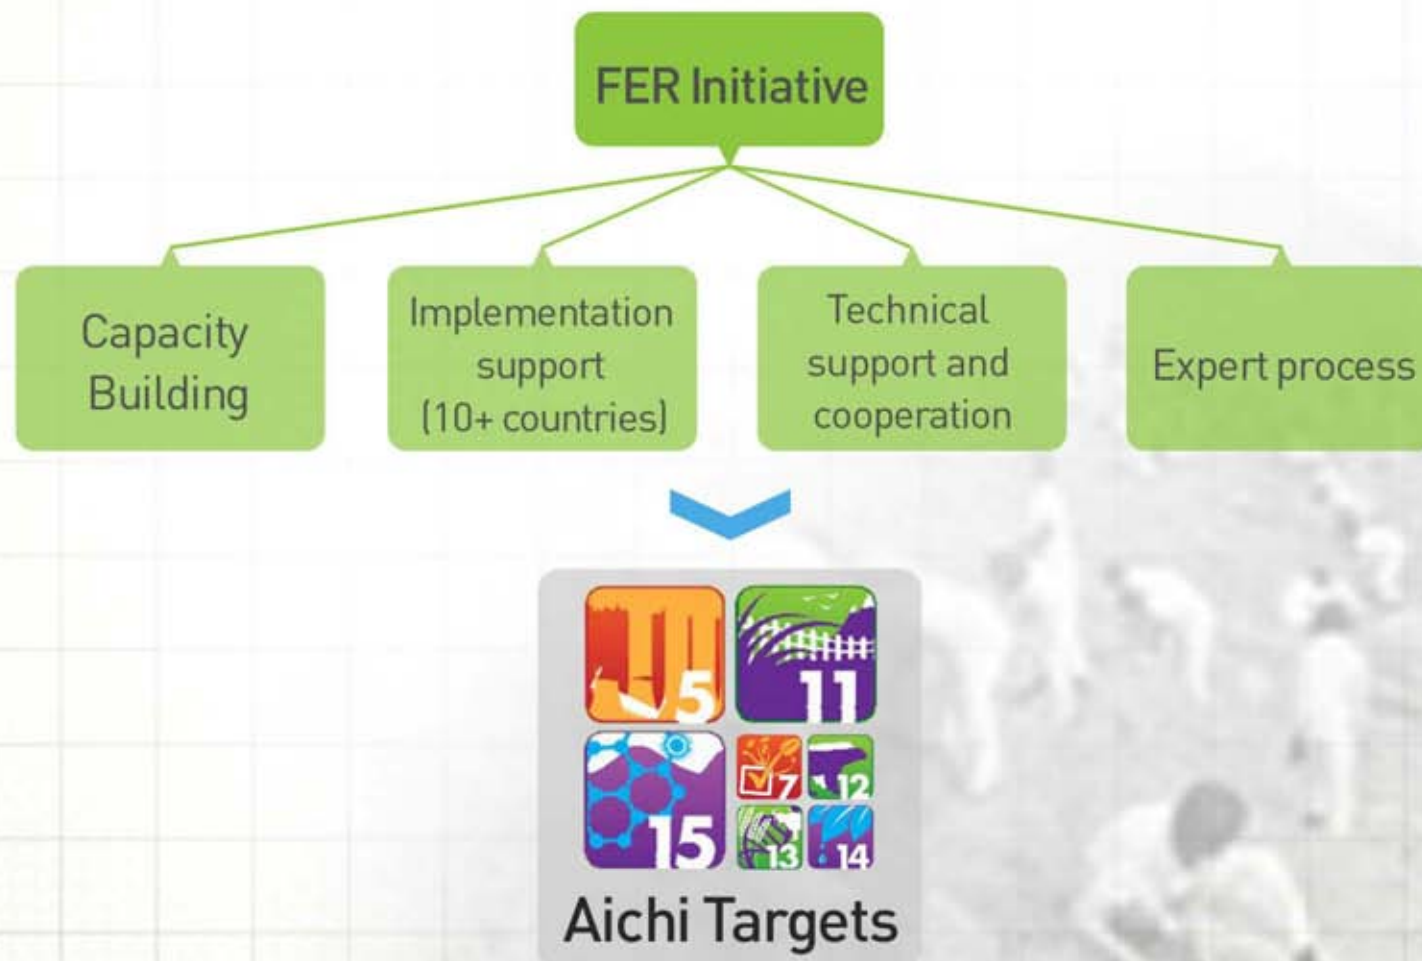 FER Initiative
Capacity
Building
Implementation
support
(10+ countries)
Technical
support and
cooperation
Expert process
5
11
15
7
12
13
14
Aichi Targets